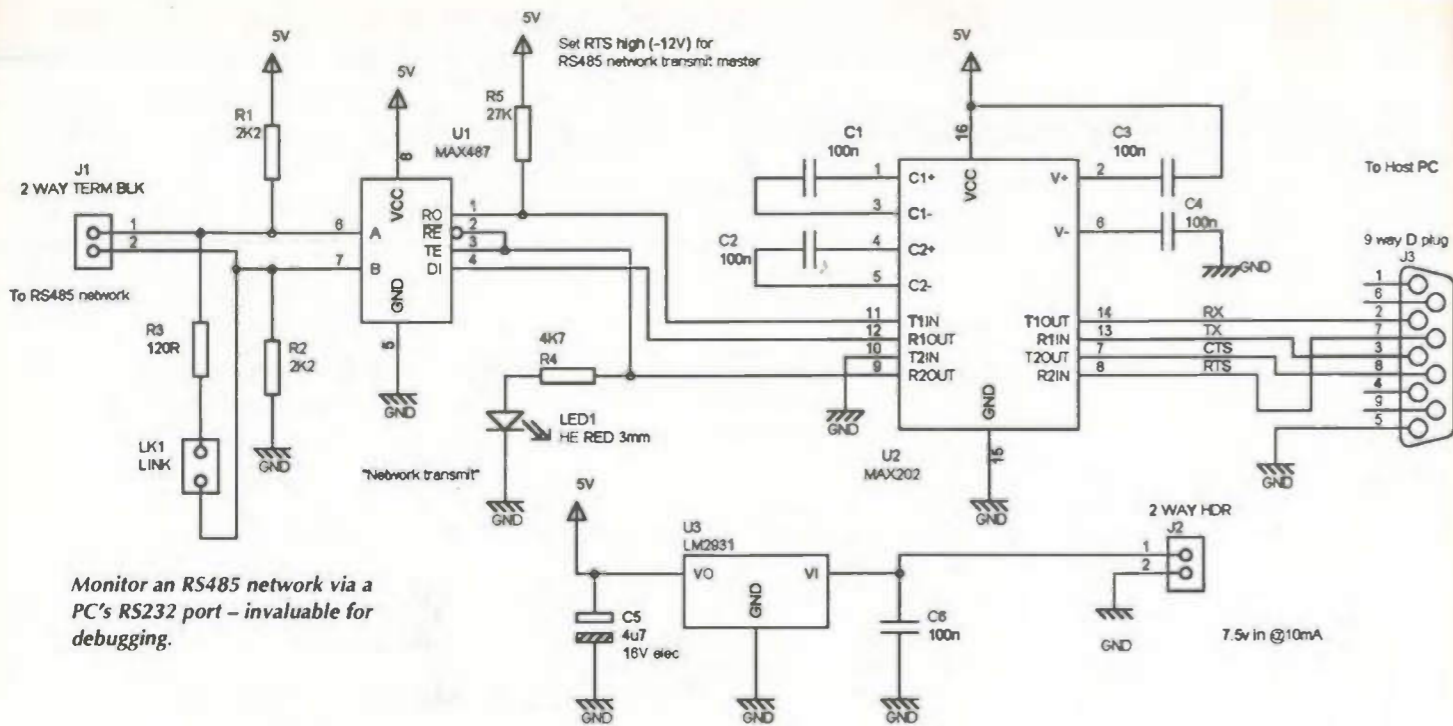 5V
5V
5V
5V
Set RTS high (-12V) for
RS485 network transmit master
R1
2K2
R5
27K
U1
MAX487
J1
2 WAY TERM BLK
1
2
To RS485 network
6
7
8
5
A
B
VCC
GND
RO
RE
TE
DI
1
2
3
4
R3
120R
R2
2K2
GND
GND
LK1
LINK
4K7
R4
LED1
HE RED 3mm
"Network transmit"
GND
C1
100n
C2
100n
1
3
4
5
11
12
10
9
C1+
C1-
C2+
C2-
T1IN
R1OUT
T2IN
R2OUT
16
VCC
GND
15
V+
V-
T1OUT
R1IN
T2OUT
R2IN
2
6
14
13
7
8
RX
TX
CTS
RTS
C3
100n
C4
100n
GND
GND
U2
MAX202
GND
To Host PC
9 way D plug
J3
1
6
2
7
3
8
4
9
5
GND
5V
U3
LM2931
VO
VI
GND
C5
4u7
16V elec
C6
100n
GND
GND
GND
2 WAY HDR
J2
1
2
GND
7.5v in @10mA
Monitor an RS485 network via a
PC's RS232 port – invaluable for
debugging.